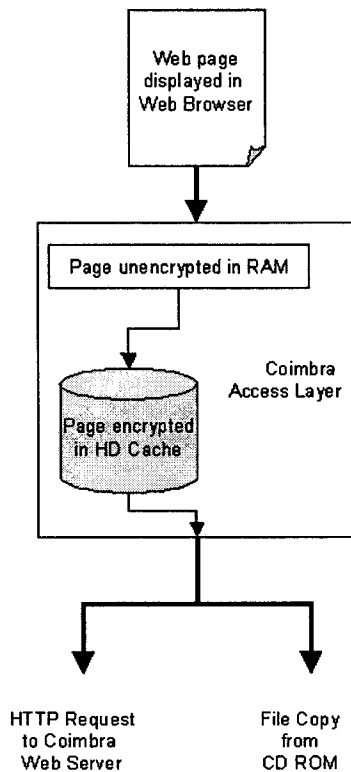 Web page
displayed in
Web Browser
Page unencrypted in RAM
Coimbra
Access Layer
Page encrypted
in HD Cache
HTTP Request
to Coimbra
Web Server
File Copy
from
CD ROM